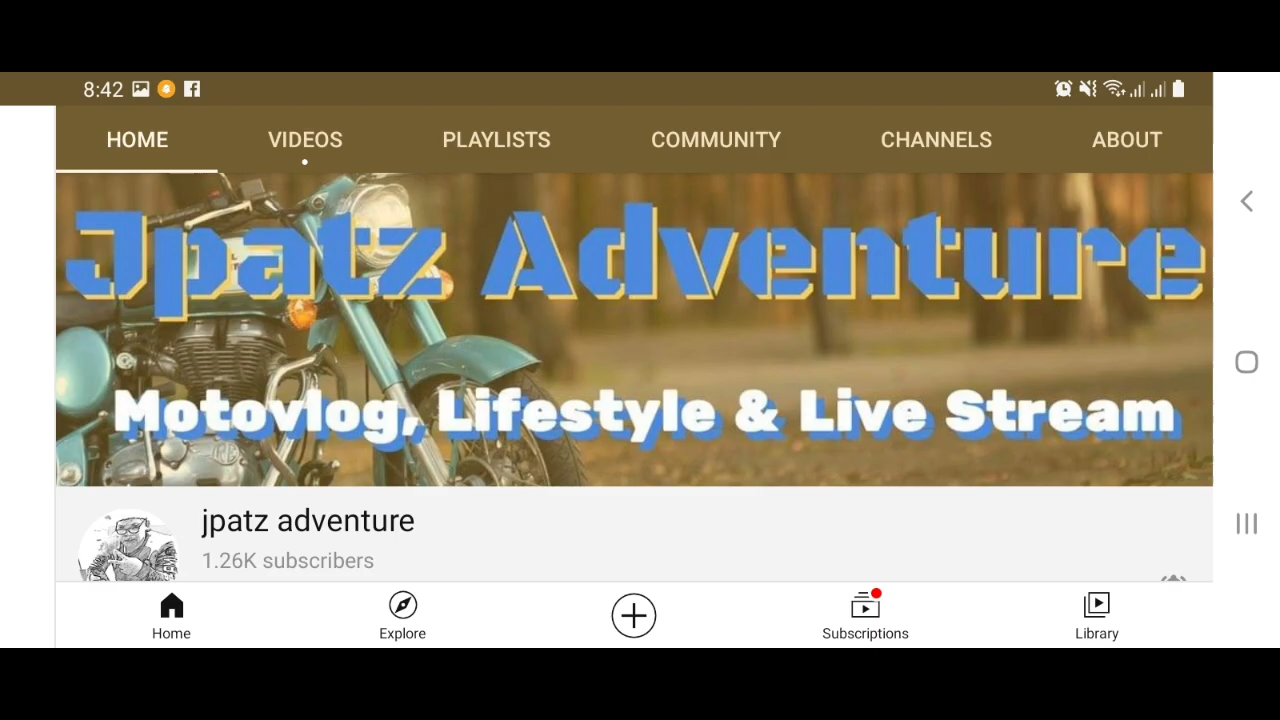 8:42
HOME VIDEOS PLAYLISTS COMMUNITY CHANNELS ABOUT
Jpatz Adventure
Motovlog, Lifestyle & Live Stream
jpatz adventure
1.26K subscribers
Home Explore Subscriptions Library